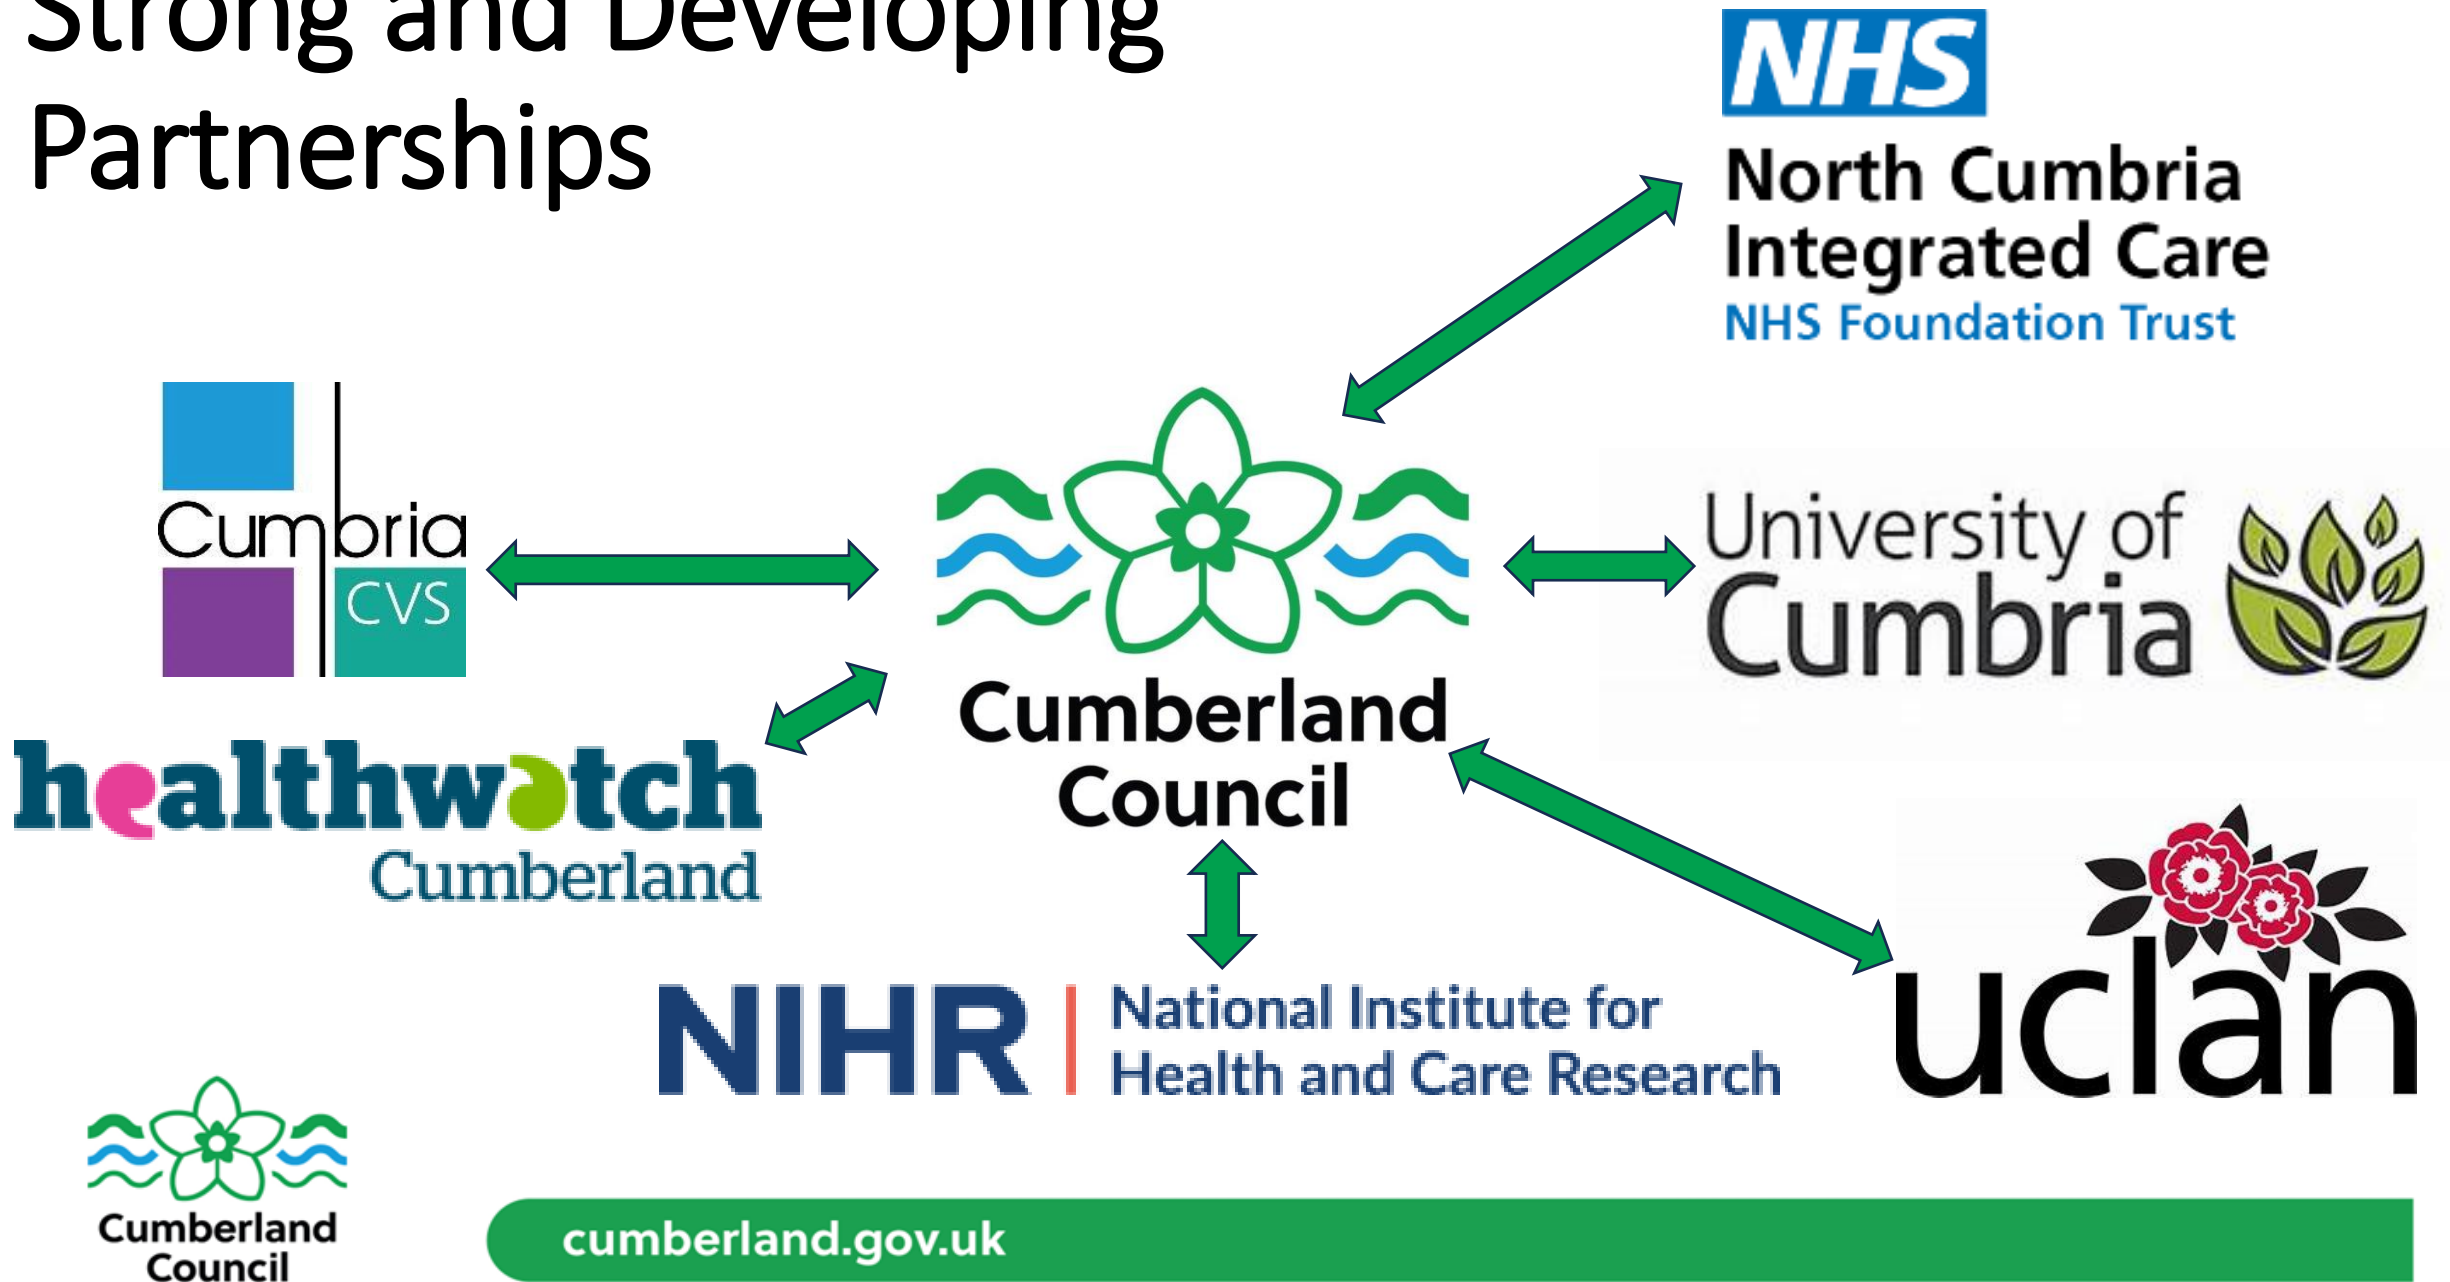 Strong and Developing
Partnerships
NHS
North Cumbria
Integrated Care
NHS Foundation Trust
Cumbria
CVS
University of
Cumbria
Cumberland
Council
healthwatch
Cumberland
uclan
NIHR
National Institute for
Health and Care Research
Cumberland
Council
cumberland.gov.uk